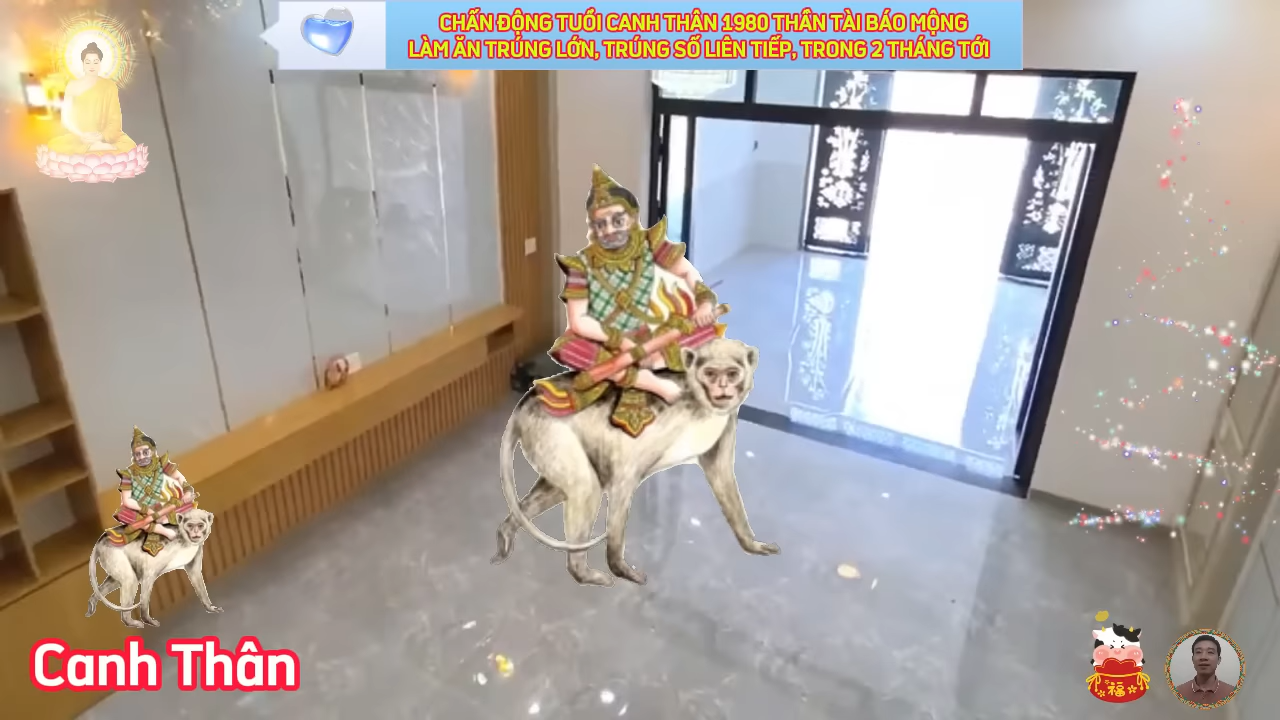 CHẤN ĐỘNG TUỔI CANH THÂN 1980 THẦN TÀI BÁO MỘNG
LÀM ĂN TRÚNG LỚN, TRÚNG SỐ LIÊN TIẾP, TRONG 2 THÁNG TỚI
Canh Thân
福